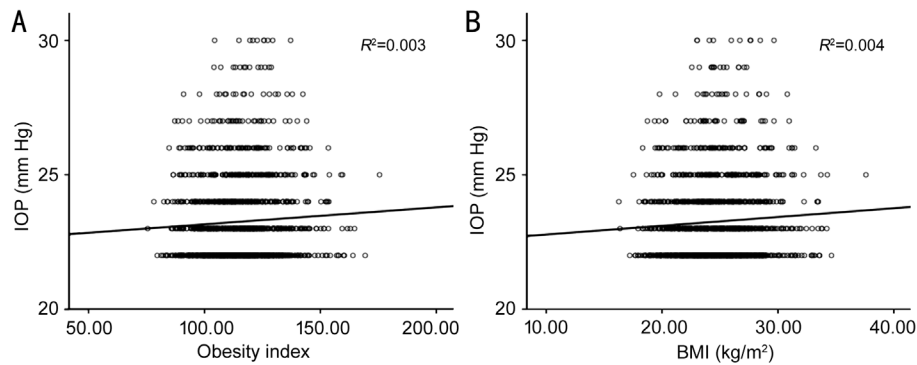 A
R²=0.003
IOP (mm Hg)
30
25
20
50.00 100.00 150.00 200.00
Obesity index
B
R²=0.004
IOP (mm Hg)
30
25
20
10.00 20.00 30.00 40.00
BMI (kg/m²)